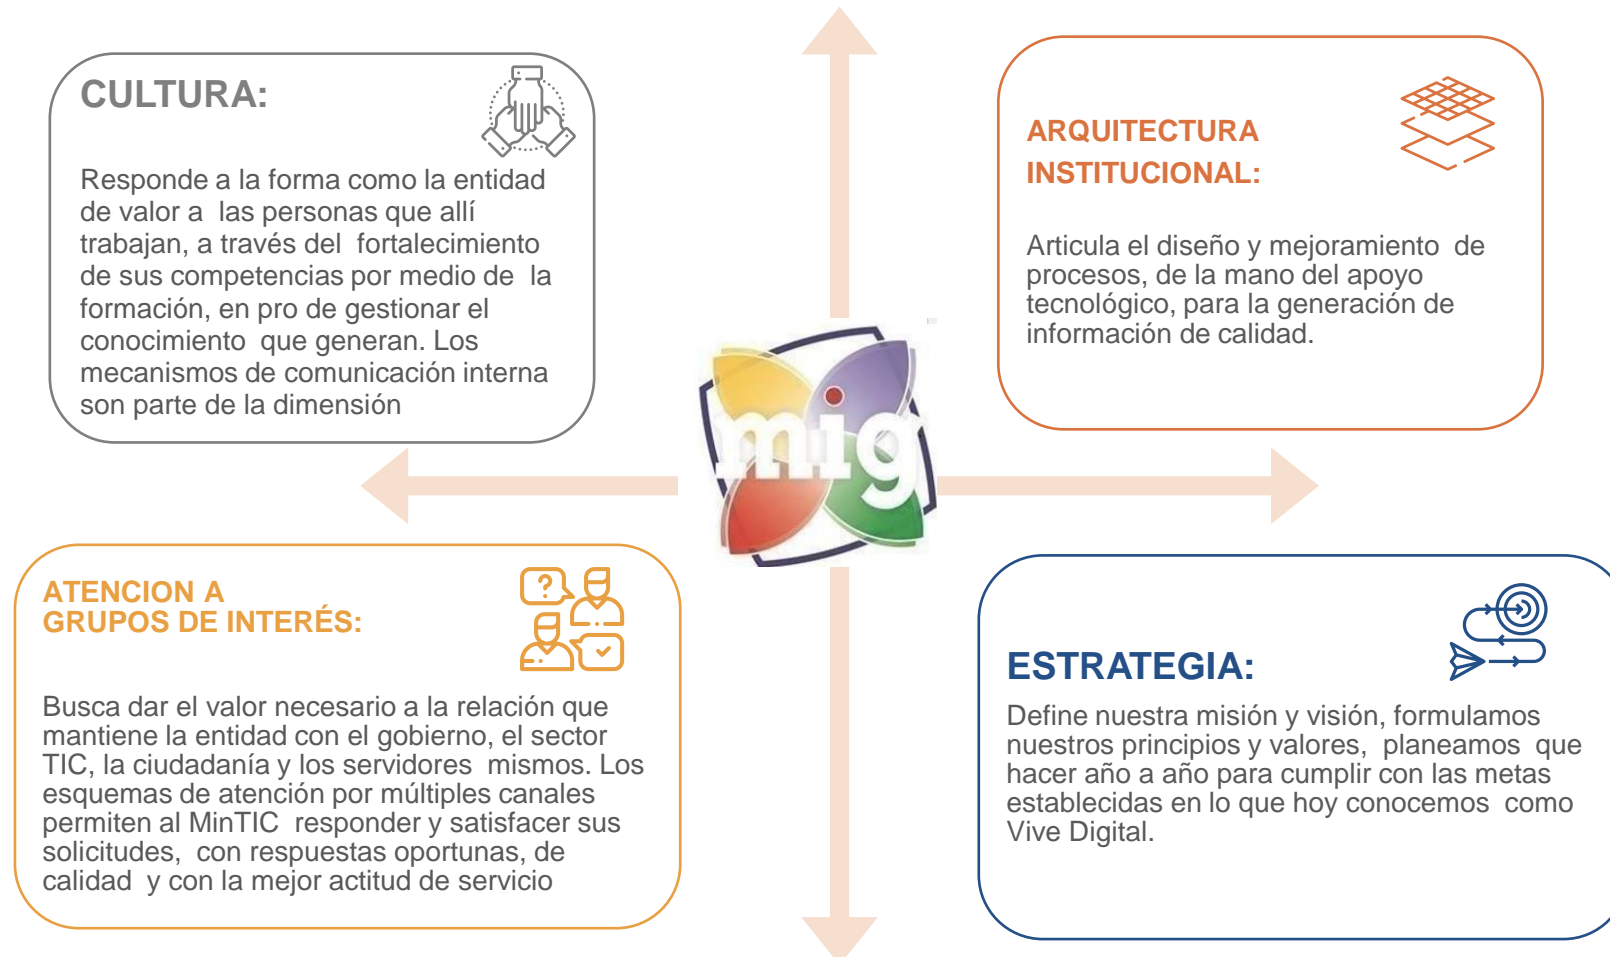 CULTURA:
Responde a la forma como la entidad
de valor a las personas que allí
trabajan, a través del fortalecimiento
de sus competencias por medio de la
formación, en pro de gestionar el
conocimiento que generan. Los
mecanismos de comunicación interna
son parte de la dimensión
ARQUITECTURA
INSTITUCIONAL:
Articula el diseño y mejoramiento de
procesos, de la mano del apoyo
tecnológico, para la generación de
información de calidad.
mig
ATENCION A
GRUPOS DE INTERÉS:
Busca dar el valor necesario a la relación que
mantiene la entidad con el gobierno, el sector
TIC, la ciudadanía y los servidores mismos. Los
esquemas de atención por múltiples canales
permiten al MinTIC responder y satisfacer sus
solicitudes, con respuestas oportunas, de
calidad y con la mejor actitud de servicio
ESTRATEGIA:
Define nuestra misión y visión, formulamos
nuestros principios y valores, planeamos que
hacer año a año para cumplir con las metas
establecidas en lo que hoy conocemos como
Vive Digital.